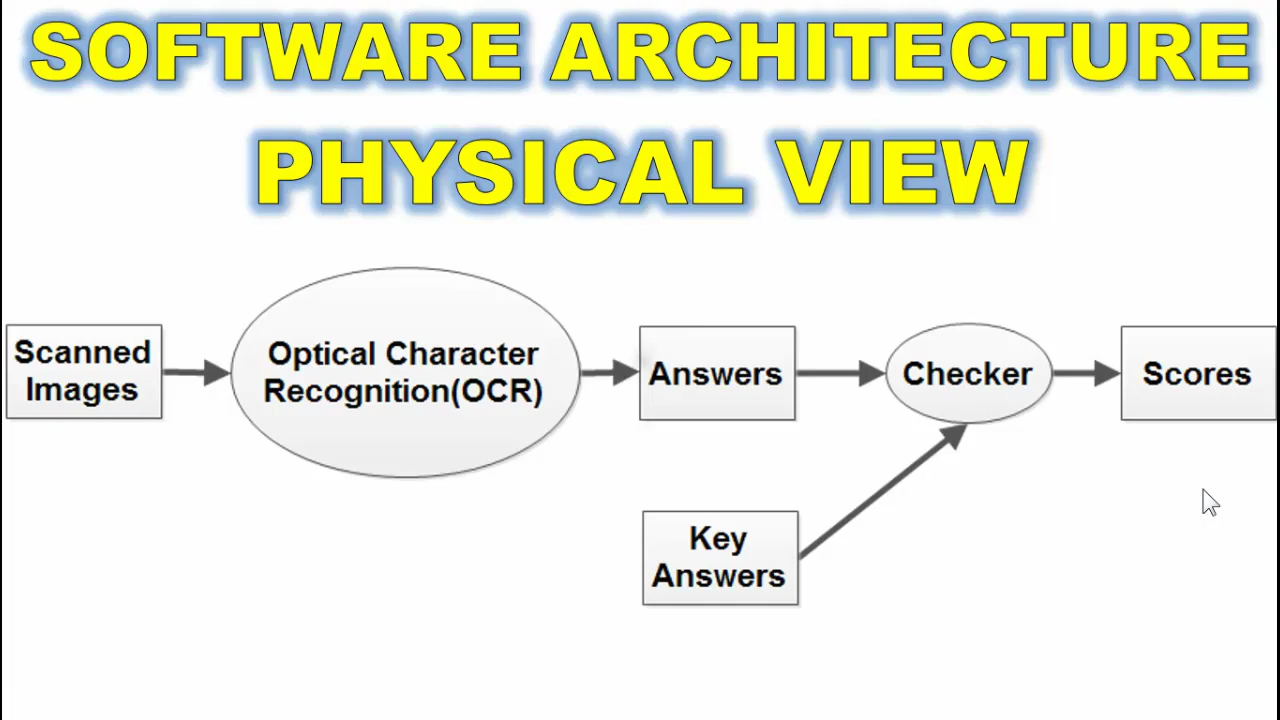 SOFTWARE ARCHITECTURE
PHYSICAL VIEW
Scanned
Images
Optical Character
Recognition(OCR)
Answers
Checker
Scores
Key
Answers